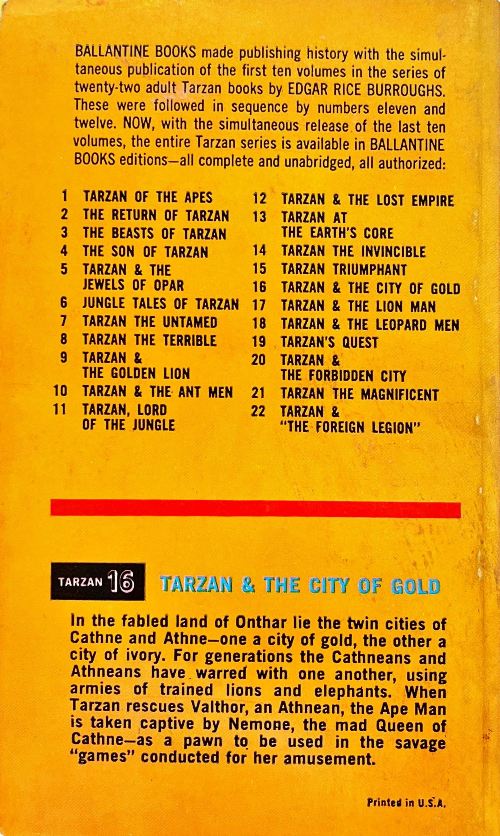 BALLANTINE BOOKS made publishing history with the simul-
taneous publication of the first ten volumes in the series of
twenty-two adult Tarzan books by EDGAR RICE BURROUGHS.
These were followed in sequence by numbers eleven and
twelve. NOW, with the simultaneous release of the last ten
volumes, the entire Tarzan series is available in BALLANTINE
BOOKS editions—all complete and unabridged, all authorized:
1 TARZAN OF THE APES
2 THE RETURN OF TARZAN
3 THE BEASTS OF TARZAN
4 THE SON OF TARZAN
5 TARZAN & THE
JEWELS OF OPAR
6 JUNGLE TALES OF TARZAN
7 TARZAN THE UNTAMED
8 TARZAN THE TERRIBLE
9 TARZAN &
THE GOLDEN LION
10 TARZAN & THE ANT MEN
11 TARZAN, LORD
OF THE JUNGLE
12 TARZAN & THE LOST EMPIRE
13 TARZAN AT
THE EARTH'S CORE
14 TARZAN THE INVINCIBLE
15 TARZAN TRIUMPHANT
16 TARZAN & THE CITY OF GOLD
17 TARZAN & THE LION MAN
18 TARZAN & THE LEOPARD MEN
19 TARZAN'S QUEST
20 TARZAN &
THE FORBIDDEN CITY
21 TARZAN THE MAGNIFICENT
22 TARZAN &
"THE FOREIGN LEGION"
TARZAN 16 TARZAN & THE CITY OF GOLD
In the fabled land of Onthar lie the twin cities of
Cathne and Athne—one a city of gold, the other a
city of ivory. For generations the Cathneans and
Athneans have warred with one another, using
armies of trained lions and elephants. When
Tarzan rescues Valthor, an Athnean, the Ape Man
is taken captive by Nemone, the mad Queen of
Cathne—as a pawn to be used in the savage
"games" conducted for her amusement.
Printed in U.S.A.